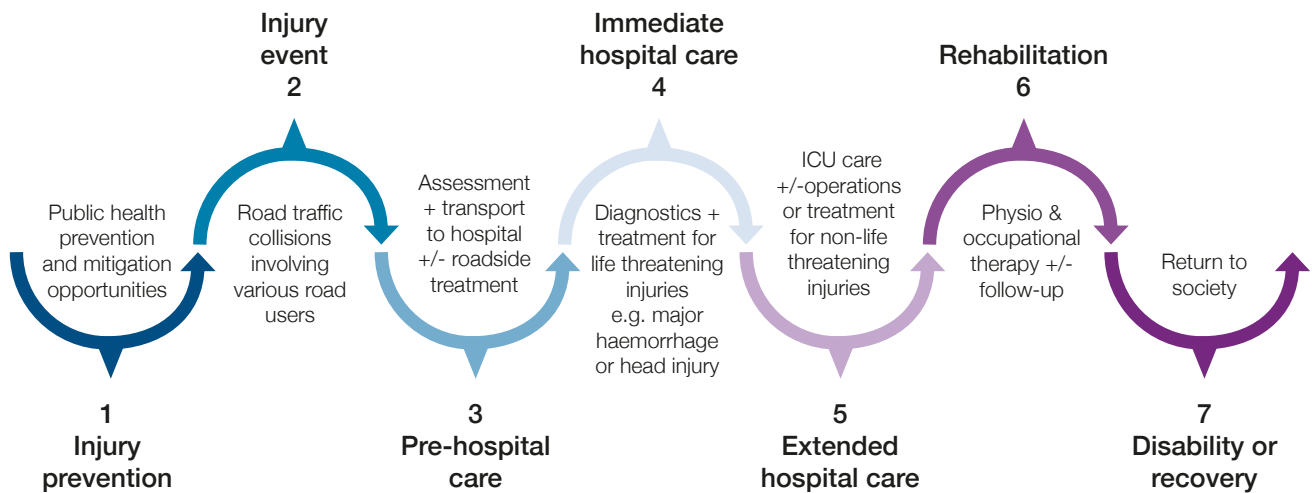 Injury
event
2
Immediate
hospital care
4
Rehabilitation
6
Public health
prevention
and mitigation
opportunities
Road traffic
collisions
involving
various road
users
Assessment
+ transport
to hospital
+/- roadside
treatment
Diagnostics +
treatment for
life threatening
injuries
e.g. major
haemorrhage
or head injury
ICU care
+/-operations
or treatment
for non-life
threatening
injuries
Physio &
occupational
therapy +/-
follow-up
Return to
society
1
Injury
prevention
3
Pre-hospital
care
5
Extended
hospital care
7
Disability or
recovery